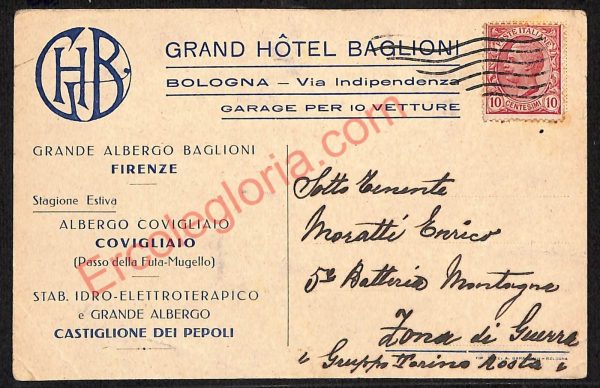 GHB
GRAND HÔTEL BAGLIONI
BOLOGNA – Via Indipendenza
GARAGE PER 10 VETTURE
POSTE ITALIANE
10 CENTESIMI 10
GRANDE ALBERGO BAGLIONI
FIRENZE
Stagione Estiva
ALBERGO COVIGLIAIO
COVIGLIAIO
(Passo della Futa-Mugello)
STAB. IDRO-ELETTROTERAPICO
E GRANDE ALBERGO
CASTIGLIONE DEI PEPOLI
Sotto Tenente
Moratti Enrico
5ª Batteria Montagna
Zona di Guerra
Gruppo Torino Aosta
Ercolegloria.com